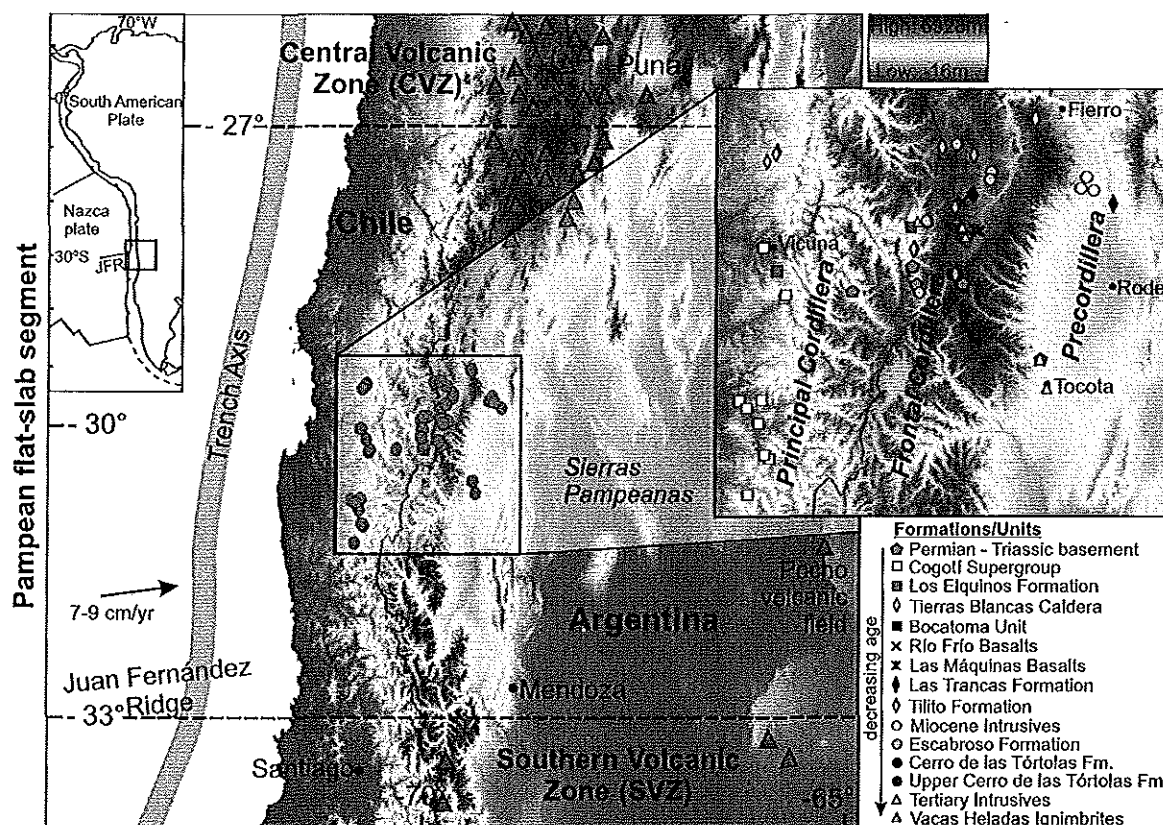 70°W
South American
Plate
Nazca
plate
30°S
JFR
Pampean flat-slab segment
Trench Axis
7-9 cm/yr
Juan Fernández
Ridge
Central Volcanic
Zone (CVZ)
Puna
27°
Chile
30°
Sierras
Pampeanas
Pocho
volcanic
field
Argentina
Mendoza
33°
Santiago
Southern Volcanic
Zone (SVZ)
-65°
High: 6928m
Low: -16m
Fierro
Vicuna
Principal Cordillera
Frontal Cordillera
Precordillera
Rode
Tocota
Formations/Units
decreasing age
Permian - Triassic basement
Cogotí Supergroup
Los Elquinos Formation
Tierras Blancas Caldera
Bocatoma Unit
Río Frío Basalts
Las Máquinas Basalts
Las Trancas Formation
Tilito Formation
Miocene Intrusives
Escabroso Formation
Cerro de las Tórtolas Fm.
Upper Cerro de las Tórtolas Fm
Tertiary Intrusives
Vacas Heladas Ignimbrites